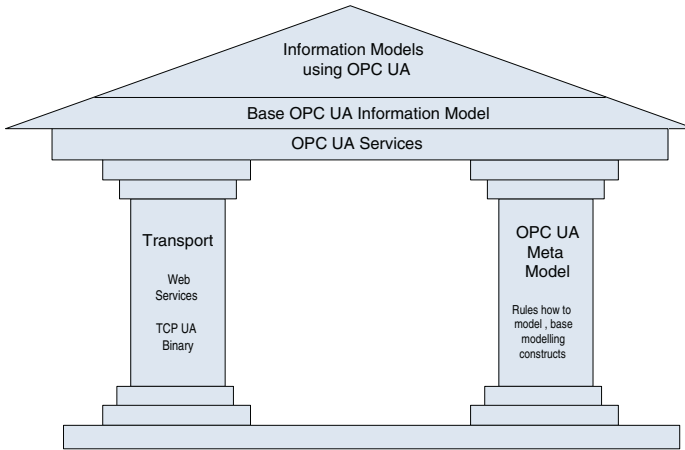 Information Models
using OPC UA
Base OPC UA Information Model
OPC UA Services
Transport
Web
Services
TCP UA
Binary
OPC UA
Meta
Model
Rules how to
model , base
modelling
constructs